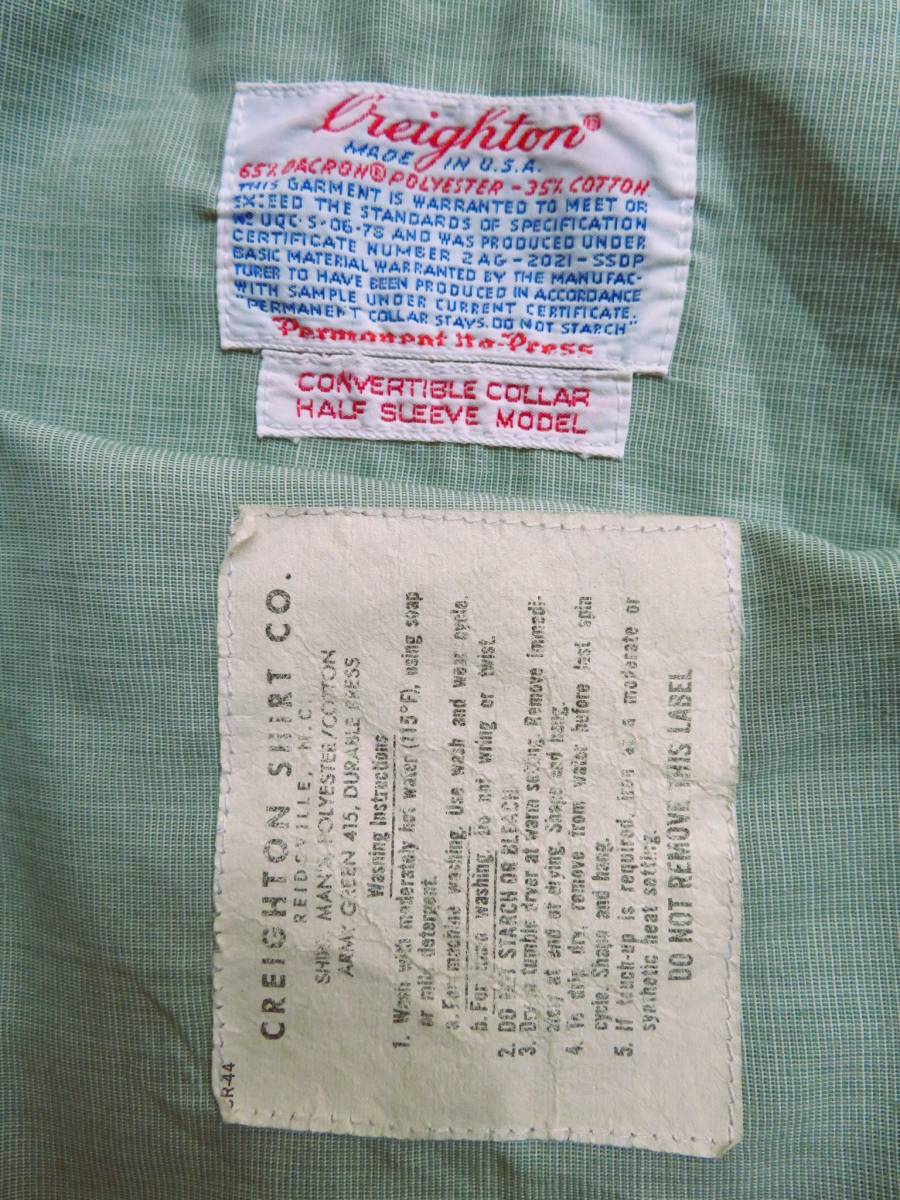 Creighton®
MADE IN U.S.A.
65% DACRON® POLYESTER - 35% COTTON
THIS GARMENT IS WARRANTED TO MEET OR
EXCEED THE STANDARDS OF SPECIFICATION
Nº UQC-S-06-78 AND WAS PRODUCED UNDER
CERTIFICATE NUMBER 2AG-2021-SSDP
BASIC MATERIAL WARRANTED BY THE MANUFAC-
TURER TO HAVE BEEN PRODUCED IN ACCORDANCE
WITH SAMPLE UNDER CURRENT CERTIFICATE.
"PERMANENT COLLAR STAYS. DO NOT STARCH"
Permanent No-Press
CONVERTIBLE COLLAR
HALF SLEEVE MODEL
CREIGHTON SHIRT CO.
REIDSVILLE, N.C.
SHIRT MAN'S POLYESTER/COTTON
ARMY GREEN 415, DURABLE PRESS
Washing Instructions
1. Wash with moderately hot water (115°F), using soap
or mild detergent.
a. For machine washing. Use wash and wear cycle.
b. For hand washing. Do not wring or twist.
2. DO NOT STARCH OR BLEACH
3. Dry in tumble dryer at warm setting. Remove immedi-
ately at end of drying. Shape and hang.
4. To drip dry, remove from water before last spin
cycle. Shape and hang.
5. If touch-up is required, iron at a moderate or
synthetic heat setting.
DO NOT REMOVE THIS LABEL
R-44